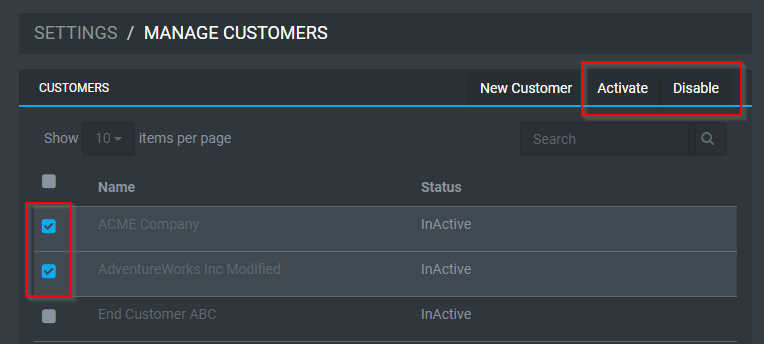 SETTINGS / MANAGE CUSTOMERS
CUSTOMERS New Customer Activate Disable
Show 10 items per page Search
Name Status
ACME Company InActive
AdventureWorks Inc Modified InActive
End Customer ABC InActive